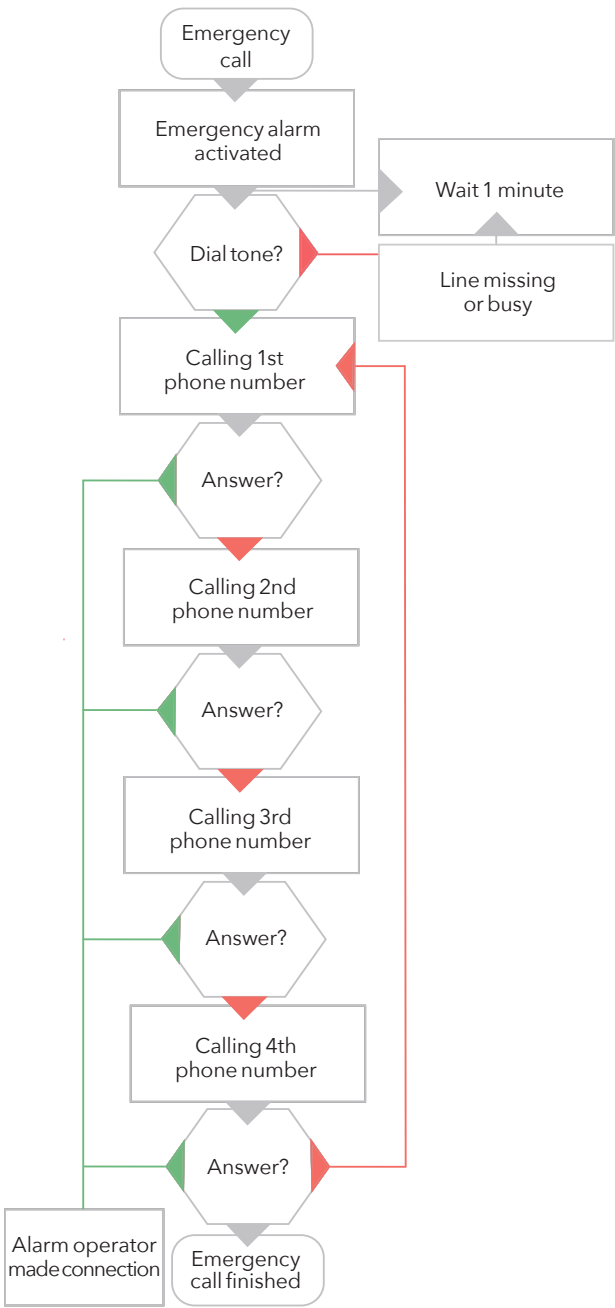 Emergency
call
Emergency alarm
activated
Wait 1 minute
Dial tone?
Line missing
or busy
Calling 1st
phone number
Answer?
Calling 2nd
phone number
Answer?
Calling 3rd
phone number
Answer?
Calling 4th
phone number
Answer?
Alarm operator
made connection
Emergency
call finished